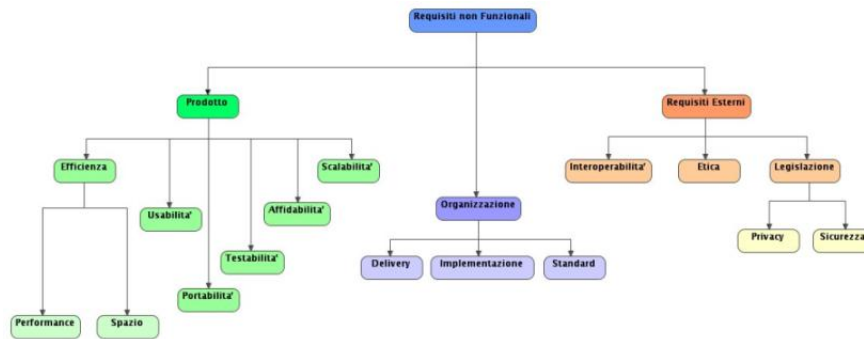 Requisiti non Funzionali
Prodotto
Requisiti Esterni
Efficienza
Scalabilita'
Interoperabilita'
Etica
Legislazione
Usabilita'
Affidabilita'
Organizzazione
Privacy
Sicurezza
Testabilita'
Delivery
Implementazione
Standard
Portabilita'
Performance
Spazio